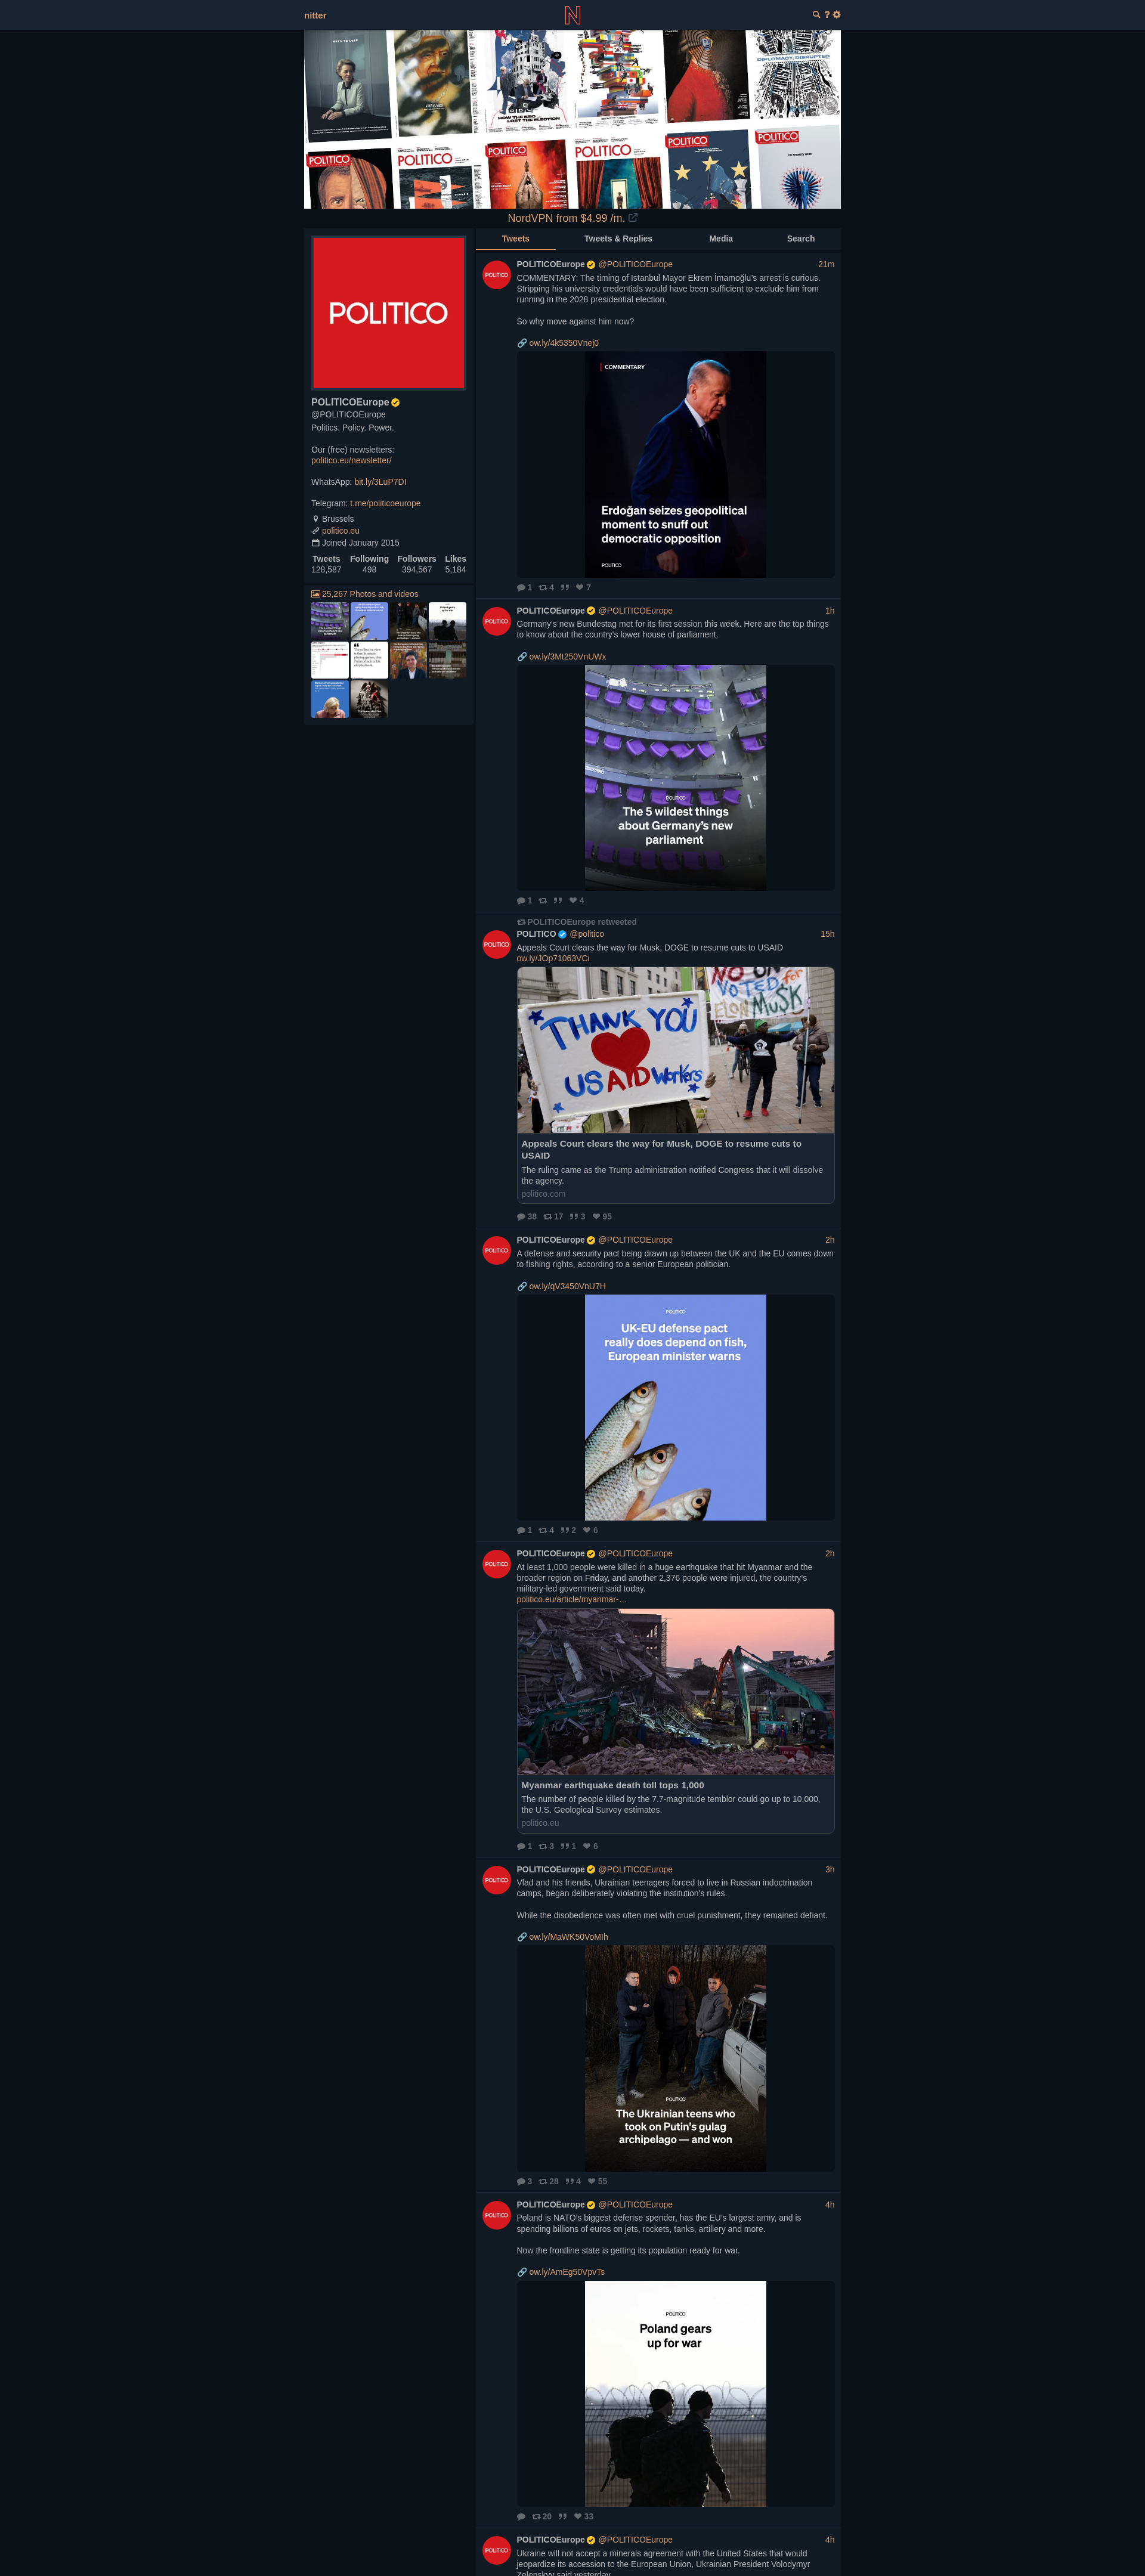 nitter
N
?
HOW THE EPP
LOST THE ELECTION
DIPLOMACY, DISRUPTED
POLITICO
POLITICO
POLITICO
POLITICO
POLITICO
POLITICO
NordVPN from $4.99 /m.
Tweets
Tweets & Replies
Media
Search
POLITICO
POLITICOEurope
@POLITICOEurope
Politics. Policy. Power.
Our (free) newsletters:
politico.eu/newsletter/
WhatsApp: bit.ly/3LuP7DI
Telegram: t.me/politicoeurope
Brussels
politico.eu
Joined January 2015
Tweets Following Followers Likes
128,587 498 394,567 5,184
25,267 Photos and videos
POLITICO
POLITICOEurope @POLITICOEurope 21m
COMMENTARY: The timing of Istanbul Mayor Ekrem İmamoğlu's arrest is curious.
Stripping his university credentials would have been sufficient to exclude him from
running in the 2028 presidential election.
So why move against him now?
🔗 ow.ly/4k5350Vnej0
COMMENTARY
Erdoğan seizes geopolitical
moment to snuff out
democratic opposition
POLITICO
1 4 7
POLITICO
POLITICOEurope @POLITICOEurope 1h
Germany's new Bundestag met for its first session this week. Here are the top things
to know about the country's lower house of parliament.
🔗 ow.ly/3Mt250VnUWx
POLITICO
The 5 wildest things
about Germany's new
parliament
1 4
POLITICOEurope retweeted
POLITICO
POLITICO @politico 15h
Appeals Court clears the way for Musk, DOGE to resume cuts to USAID
ow.ly/JOp71063VCi
NO ONE
VOTED for
ELON MUSK
THANK YOU
USAID Workers
Appeals Court clears the way for Musk, DOGE to resume cuts to
USAID
The ruling came as the Trump administration notified Congress that it will dissolve
the agency.
politico.com
38 17 3 95
POLITICO
POLITICOEurope @POLITICOEurope 2h
A defense and security pact being drawn up between the UK and the EU comes down
to fishing rights, according to a senior European politician.
🔗 ow.ly/qV3450VnU7H
POLITICO
UK-EU defense pact
really does depend on fish,
European minister warns
1 4 2 6
POLITICO
POLITICOEurope @POLITICOEurope 2h
At least 1,000 people were killed in a huge earthquake that hit Myanmar and the
broader region on Friday, and another 2,376 people were injured, the country's
military-led government said today.
politico.eu/article/myanmar-…
Myanmar earthquake death toll tops 1,000
The number of people killed by the 7.7-magnitude temblor could go up to 10,000,
the U.S. Geological Survey estimates.
politico.eu
1 3 1 6
POLITICO
POLITICOEurope @POLITICOEurope 3h
Vlad and his friends, Ukrainian teenagers forced to live in Russian indoctrination
camps, began deliberately violating the institution's rules.
While the disobedience was often met with cruel punishment, they remained defiant.
🔗 ow.ly/MaWK50VoMIh
POLITICO
The Ukrainian teens who
took on Putin's gulag
archipelago — and won
3 28 4 55
POLITICO
POLITICOEurope @POLITICOEurope 4h
Poland is NATO's biggest defense spender, has the EU's largest army, and is
spending billions of euros on jets, rockets, tanks, artillery and more.
Now the frontline state is getting its population ready for war.
🔗 ow.ly/AmEg50VpvTs
POLITICO
Poland gears
up for war
20 33
POLITICO
POLITICOEurope @POLITICOEurope 4h
Ukraine will not accept a minerals agreement with the United States that would
jeopardize its accession to the European Union, Ukrainian President Volodymyr
Zelenskyy said yesterday